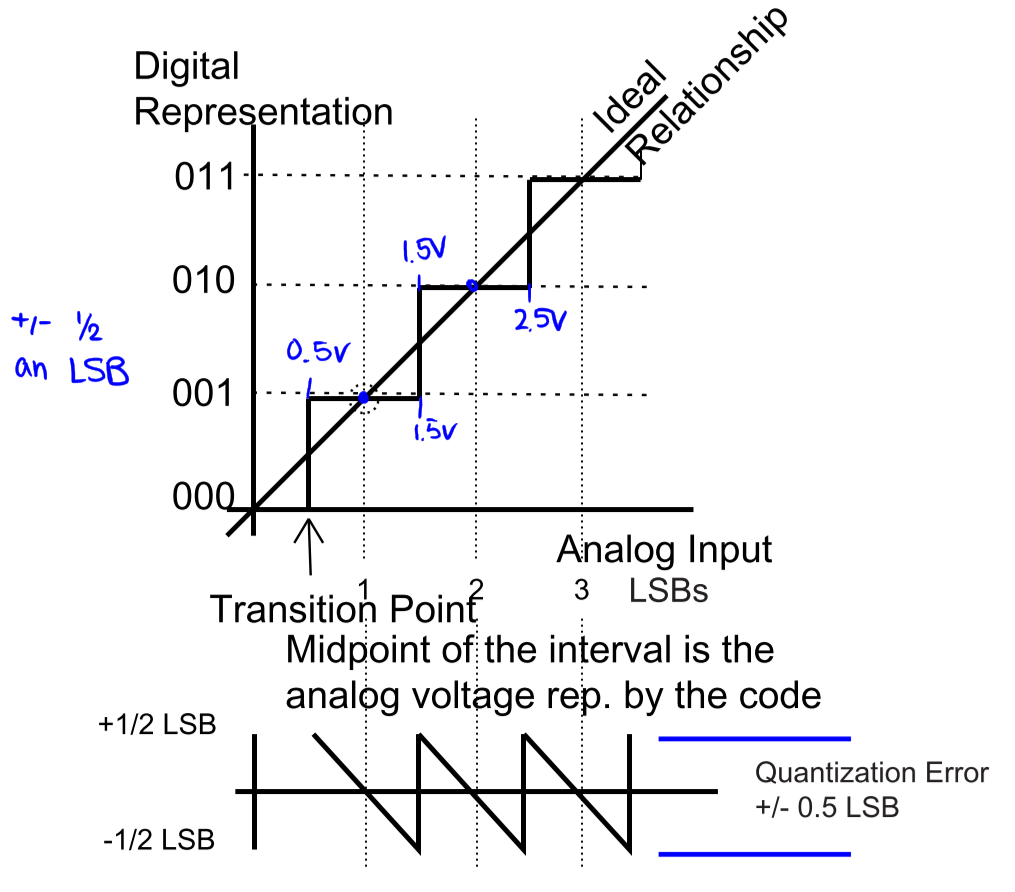 Digital
Representation
Ideal
Relationship
011
1.5V
010
2.5V
+/- 1/2
an LSB
0.5V
001
1.5V
000
Analog Input
1 2 3 LSBs
Transition Point
Midpoint of the interval is the
analog voltage rep. by the code
+1/2 LSB
Quantization Error
+/- 0.5 LSB
-1/2 LSB